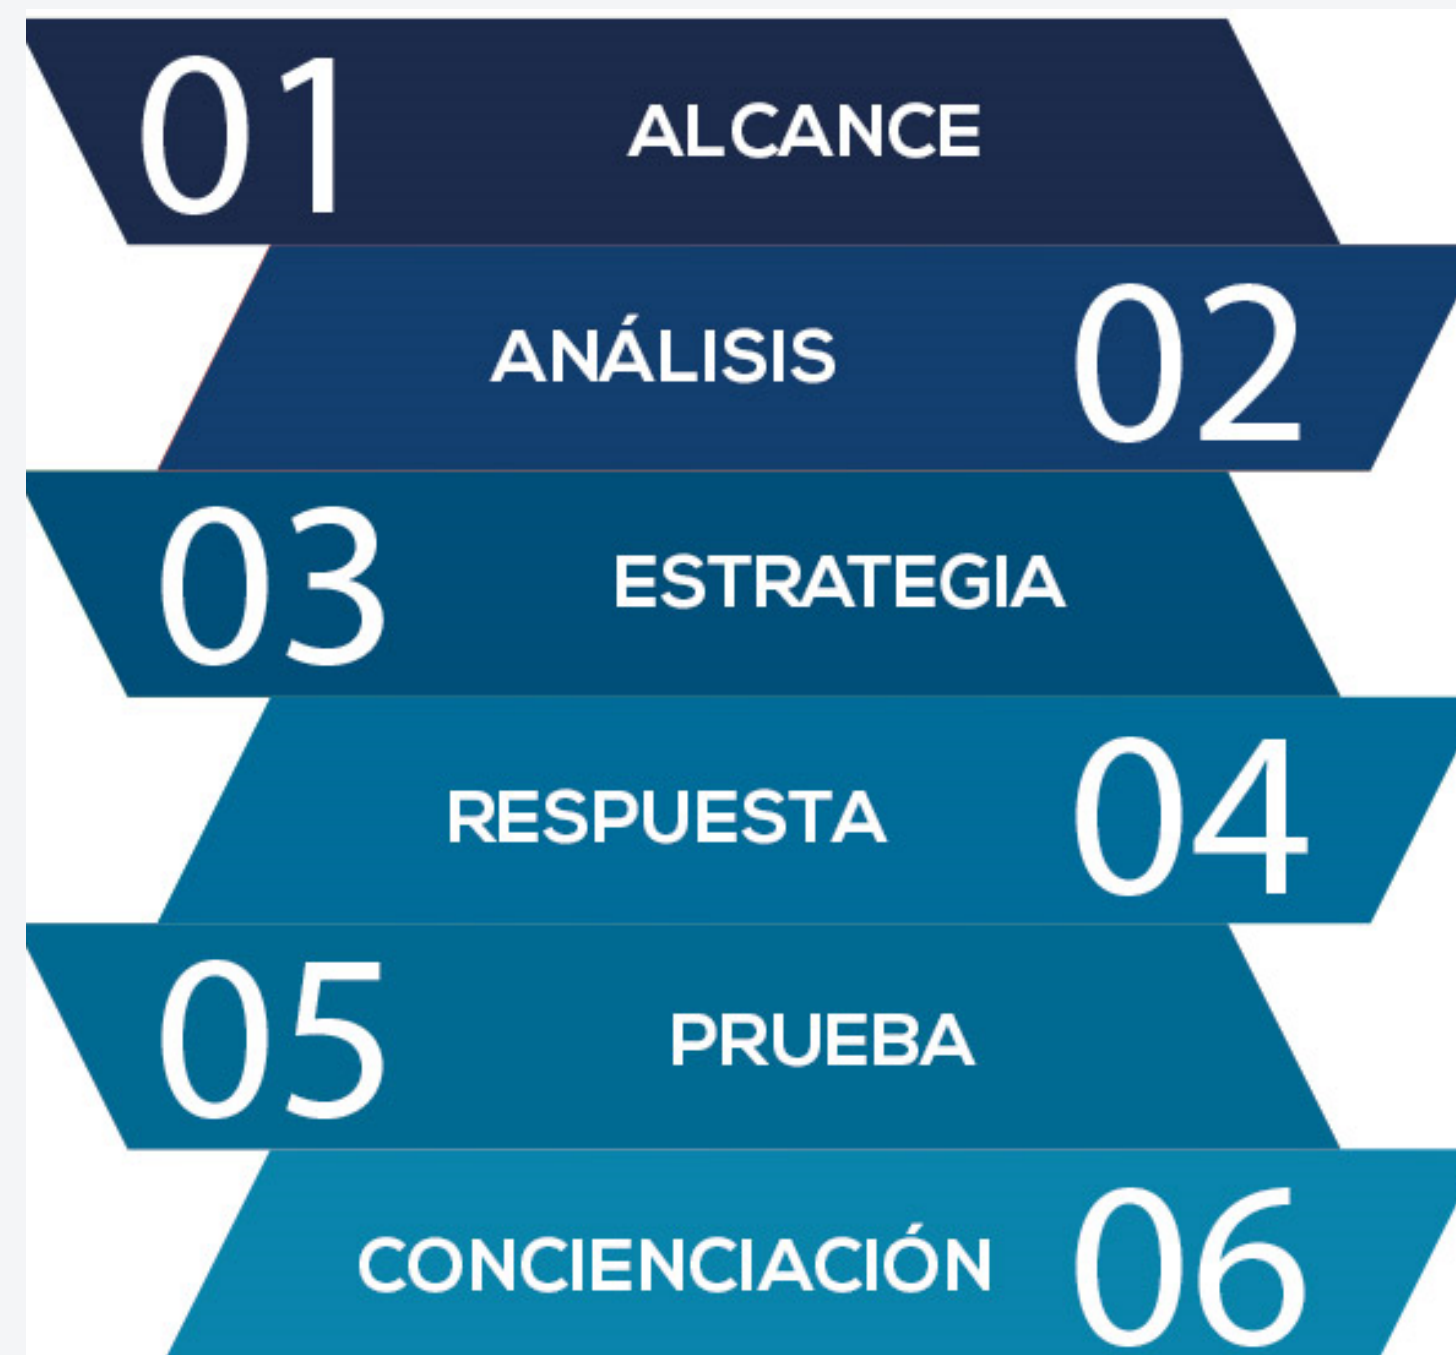 01 ALCANCE
ANÁLISIS 02
03 ESTRATEGIA
RESPUESTA 04
05 PRUEBA
CONCIENCIACIÓN 06